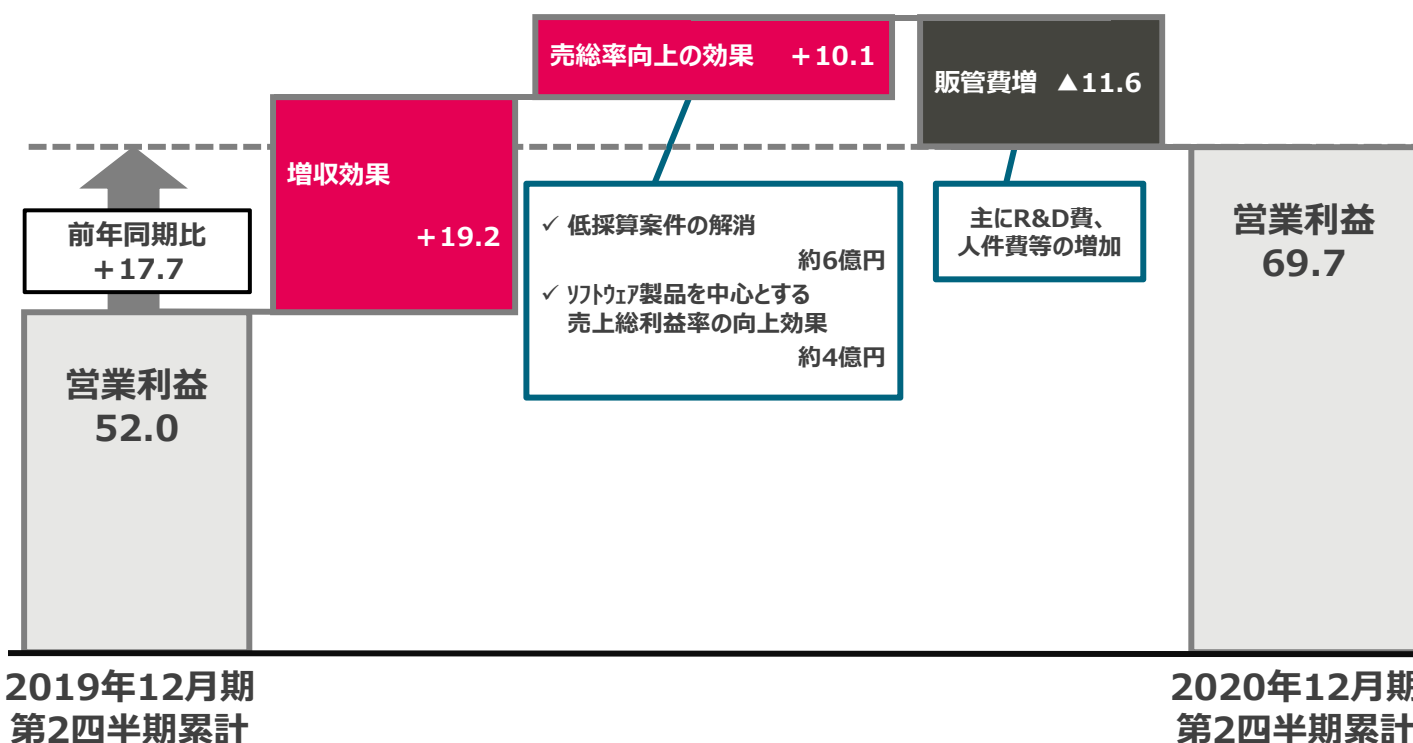 売総率向上の効果 +10.1
販管費増 ▲11.6
増収効果
+19.2
前年同期比
+17.7
✓ 低採算案件の解消
約6億円
✓ ソフトウェア製品を中心とする
売上総利益率の向上効果
約4億円
主にR&D費、
人件費等の増加
営業利益
69.7
営業利益
52.0
2019年12月期
第2四半期累計
2020年12月期
第2四半期累計